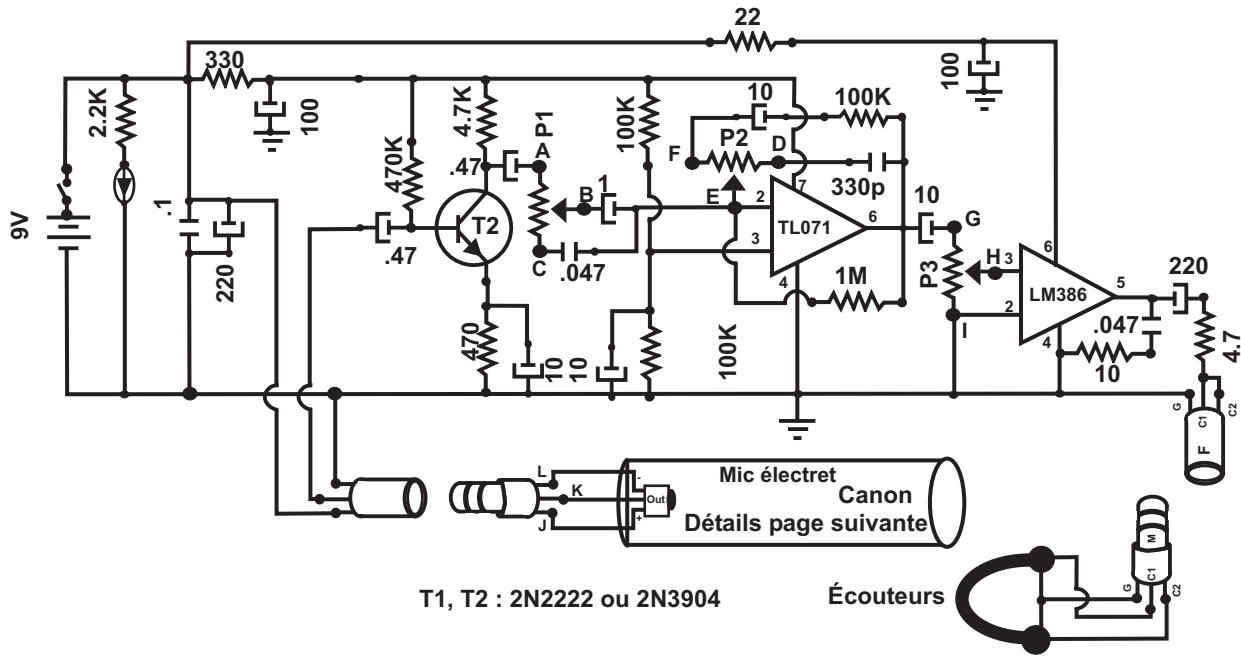 22
330
100
100
2.2K
470K
4.7K
P1
A
100K
10
100K
F
P2
D
.47
B
1
E
330p
2
7
TL071
6
10
G
9V
.1
220
.47
T2
C
.047
3
4
1M
P3
H
3
6
LM386
5
220
I
2
4
.047
10
4.7
470
10
10
100K
G
C1
C2
F
L
K
J
-
Out
+
Mic électret
Canon
Détails page suivante
T1, T2 : 2N2222 ou 2N3904
Écouteurs
M
G
C1
C2